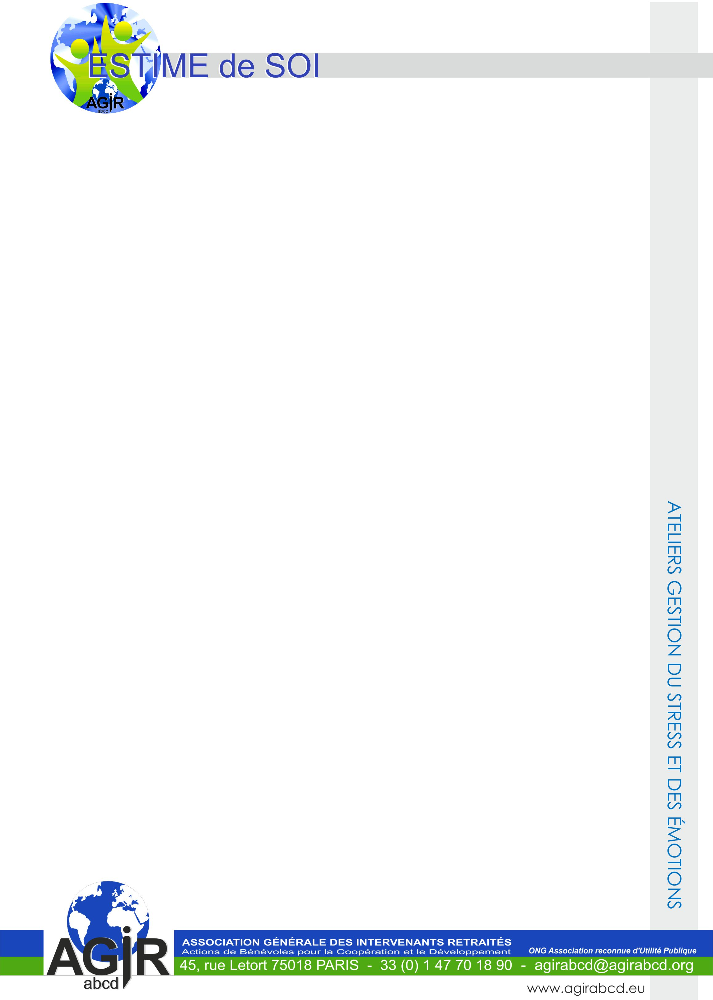 ESTIME de SOI
AGIR
abcd
ATELIERS GESTION DU STRESS ET DES ÉMOTIONS
AGIR
abcd
ASSOCIATION GÉNÉRALE DES INTERVENANTS RETRAITÉS
Actions de Bénévoles pour la Coopération et le Développement
ONG Association reconnue d'Utilité Publique
45, rue Letort 75018 PARIS - 33 (0) 1 47 70 18 90 - agirabcd@agirabcd.org
www.agirabcd.eu